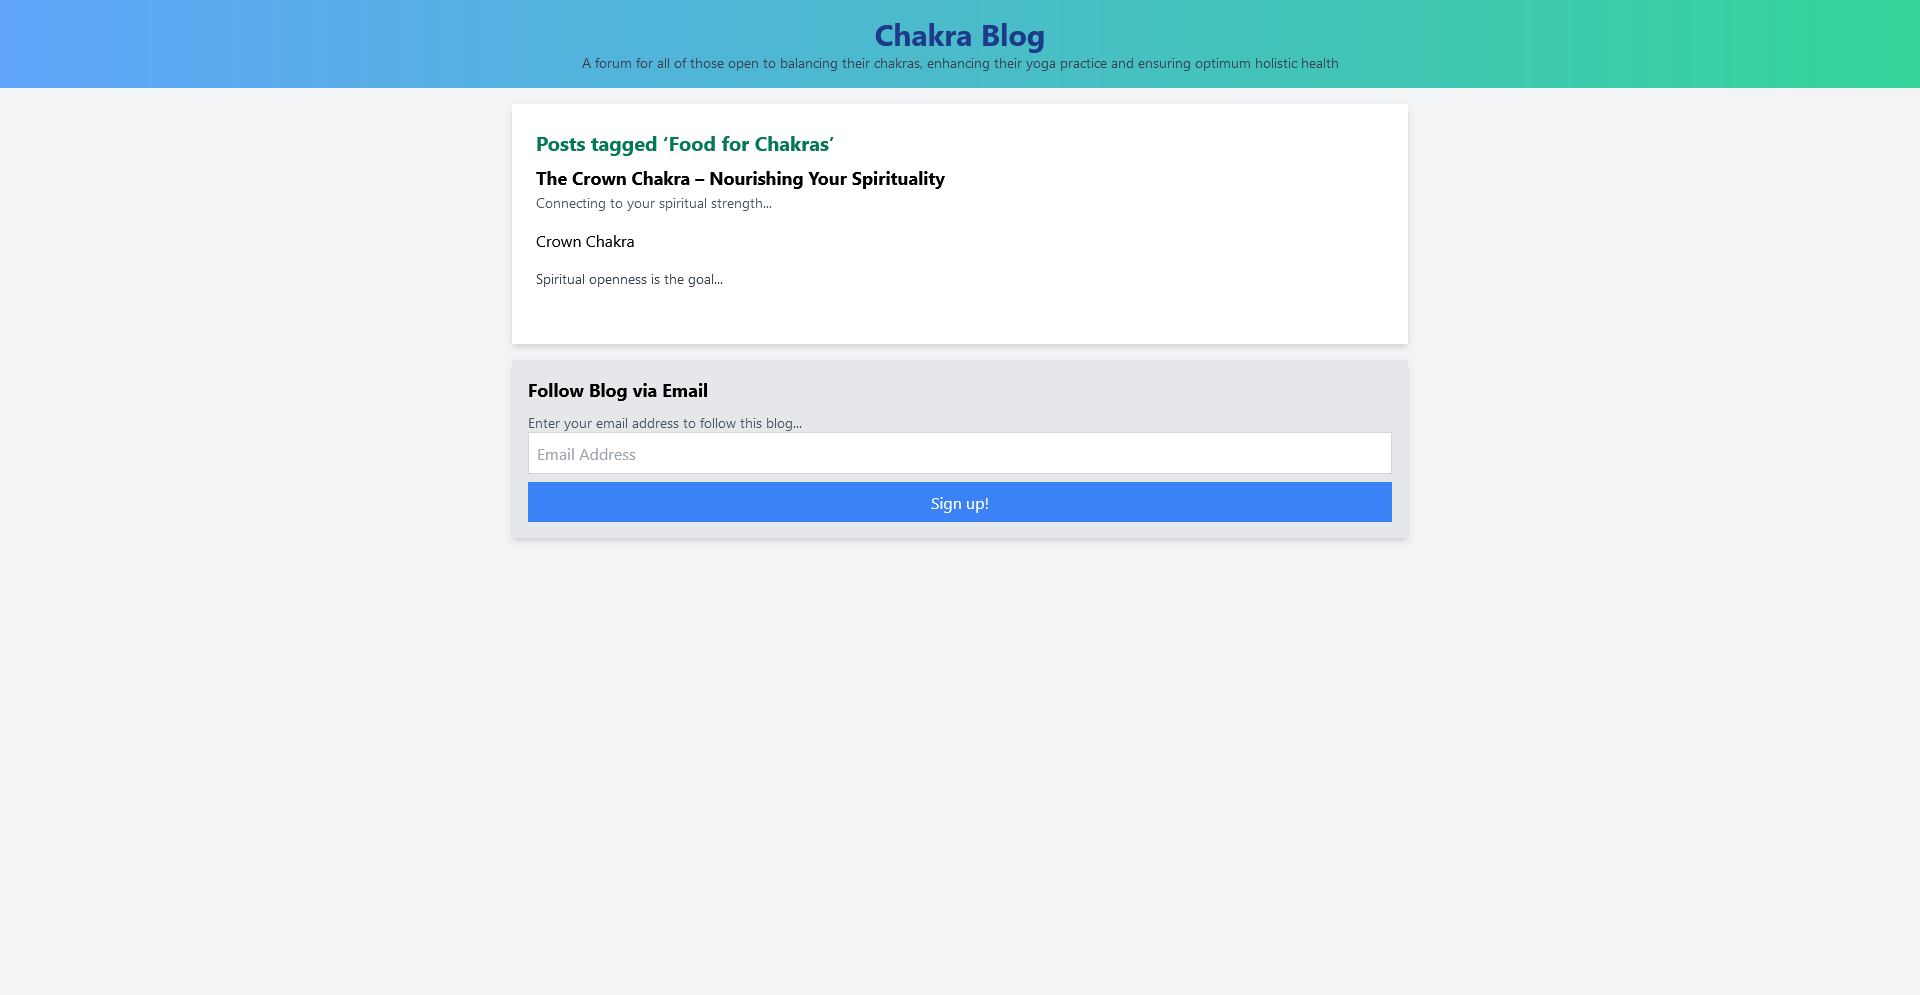 Chakra Blog
A forum for all of those open to balancing their chakras, enhancing their yoga practice and ensuring optimum holistic health
Posts tagged ‘Food for Chakras’
The Crown Chakra – Nourishing Your Spirituality
Connecting to your spiritual strength...
Crown Chakra
Spiritual openness is the goal...
Follow Blog via Email
Enter your email address to follow this blog...
Email Address
Sign up!